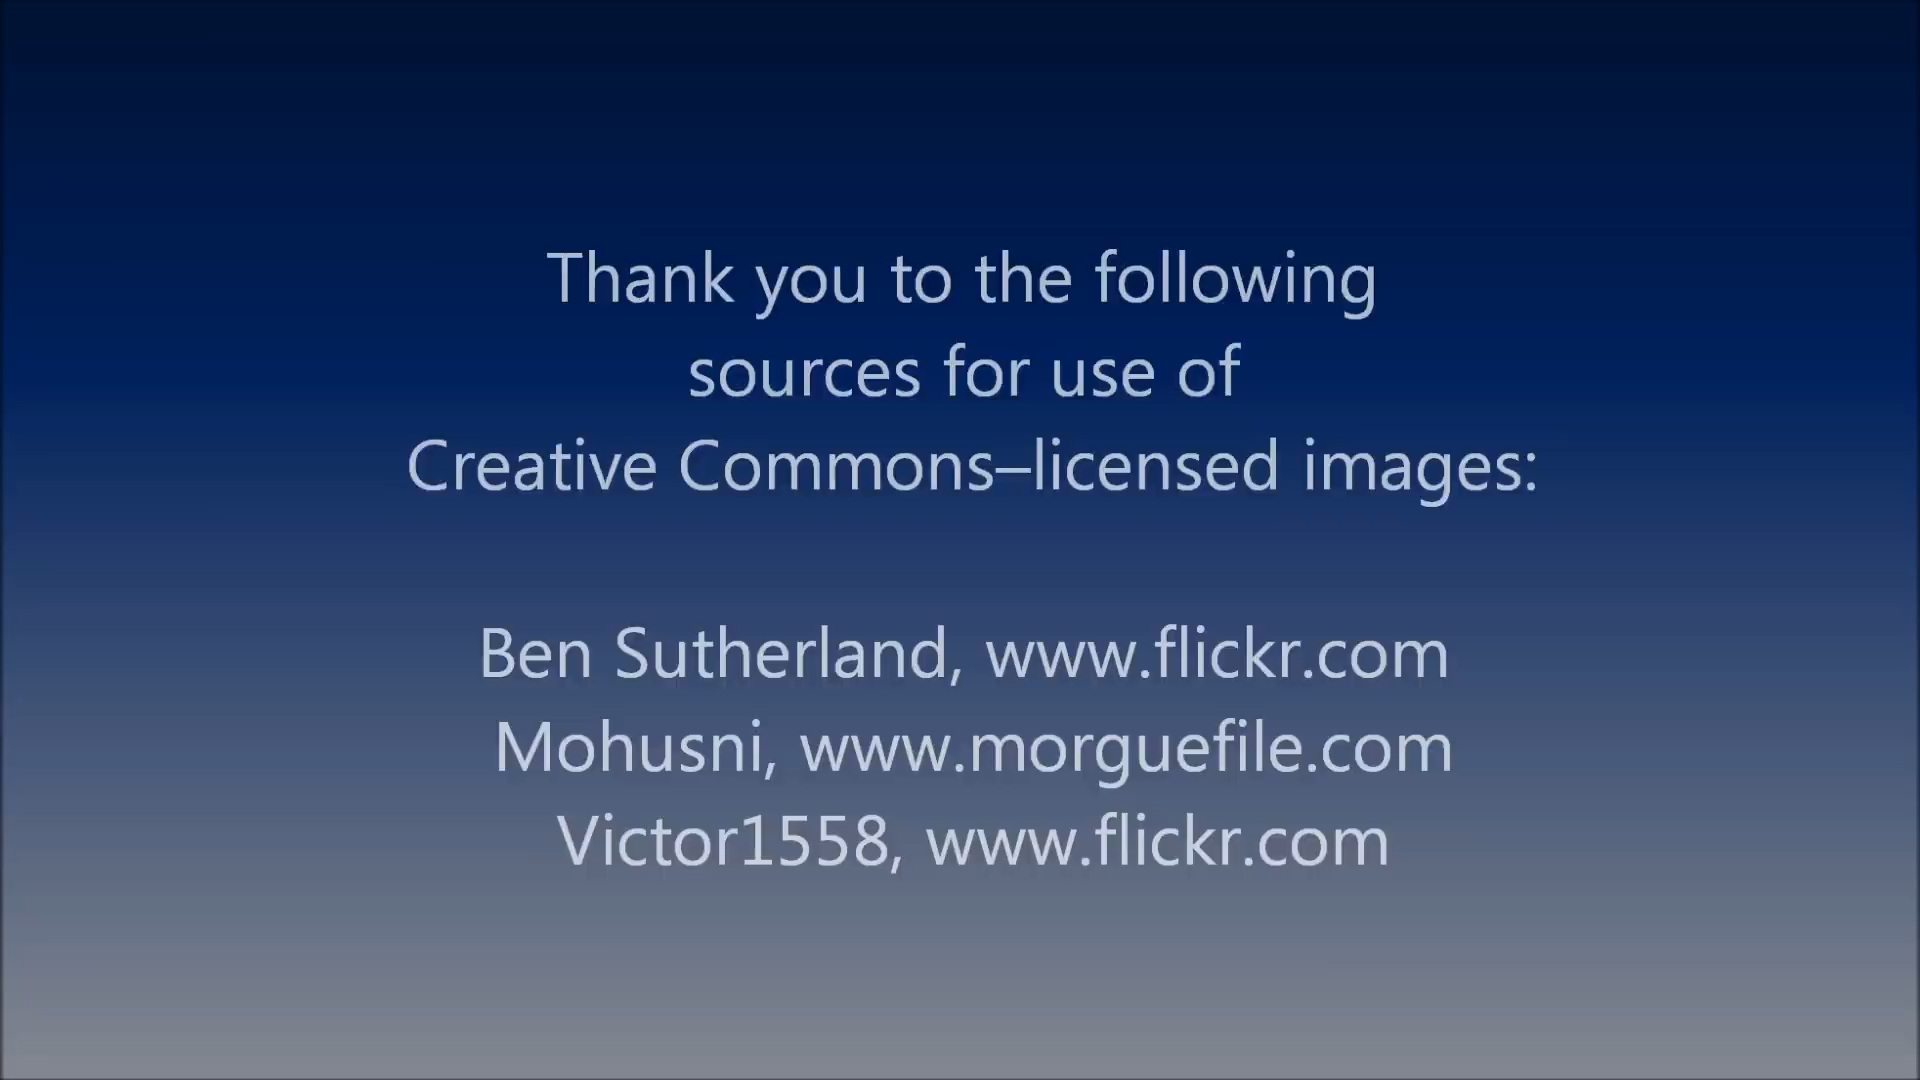 Thank you to the following
sources for use of
Creative Commons–licensed images:
Ben Sutherland, www.flickr.com
Mohusni, www.morguefile.com
Victor1558, www.flickr.com